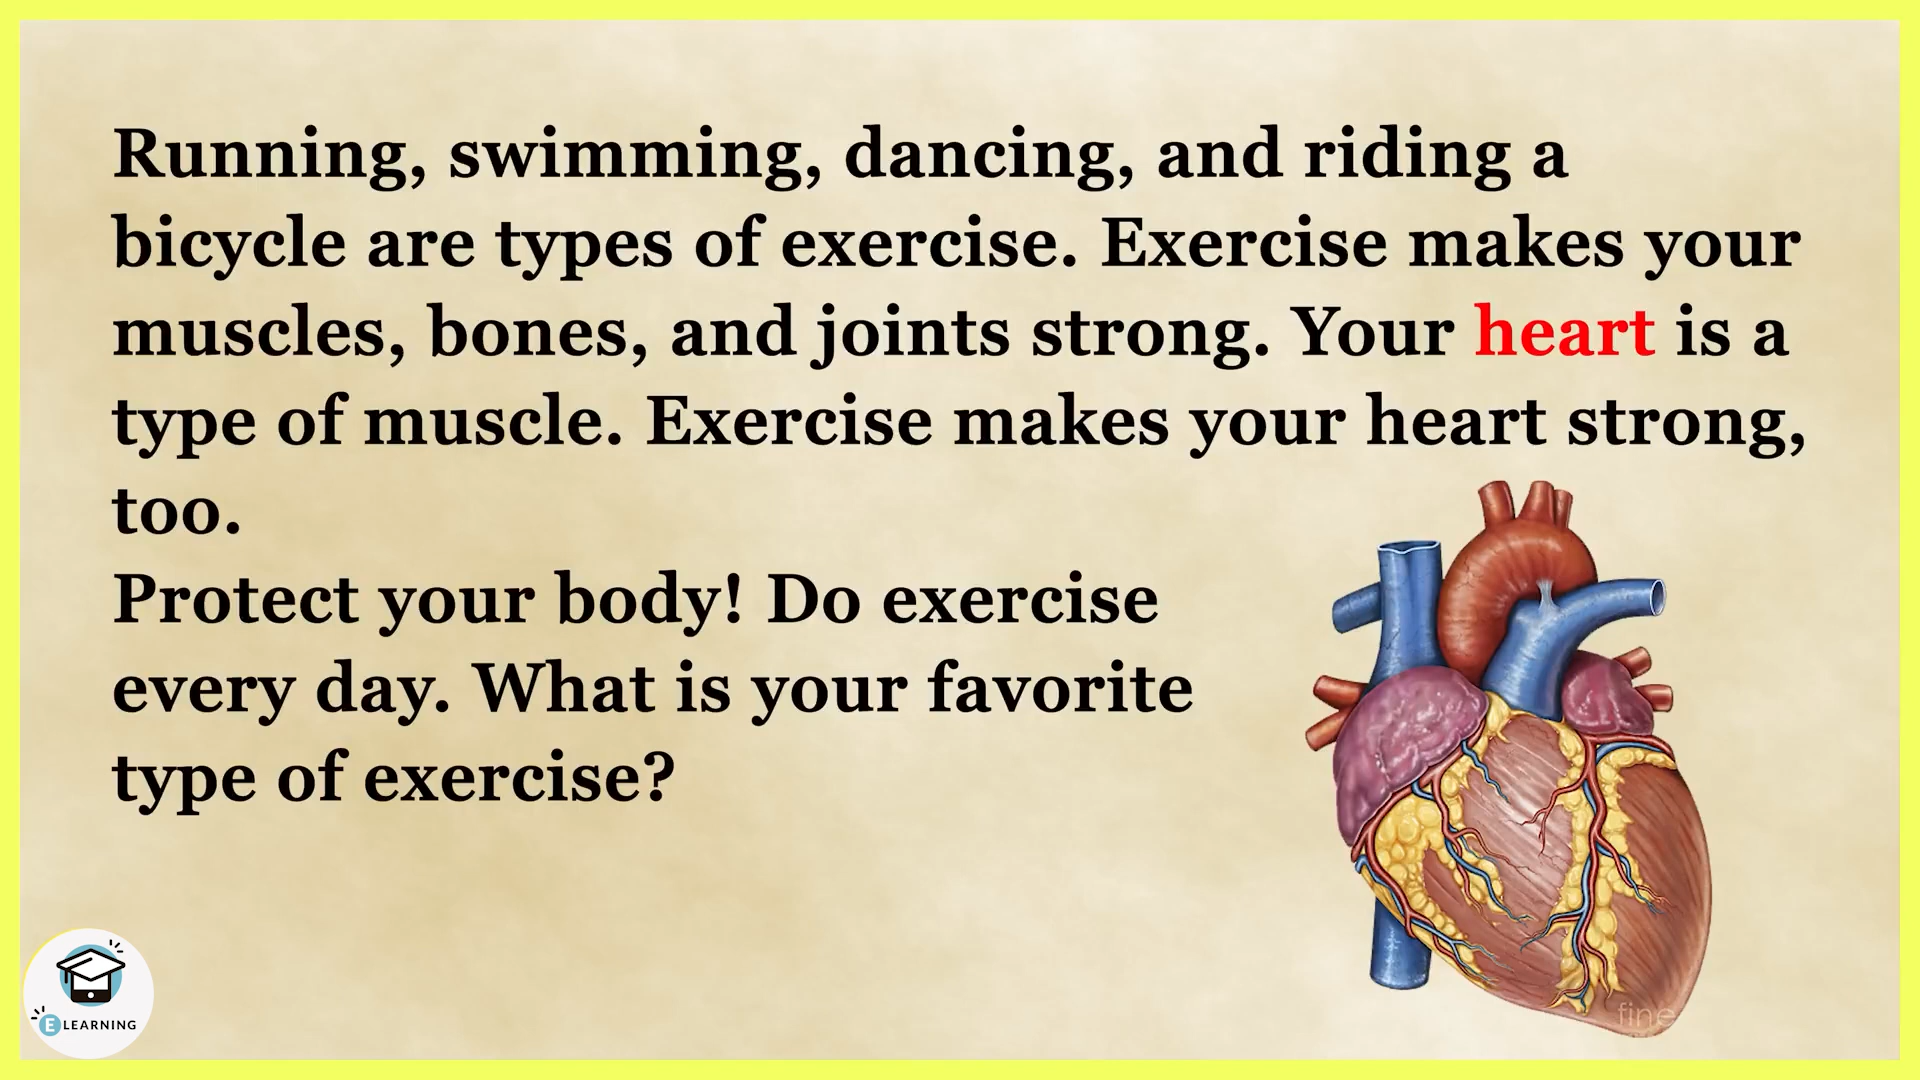 Running, swimming, dancing, and riding a
bicycle are types of exercise. Exercise makes your
muscles, bones, and joints strong. Your heart is a
type of muscle. Exercise makes your heart strong,
too.
Protect your body! Do exercise
every day. What is your favorite
type of exercise?
fine
E LEARNING